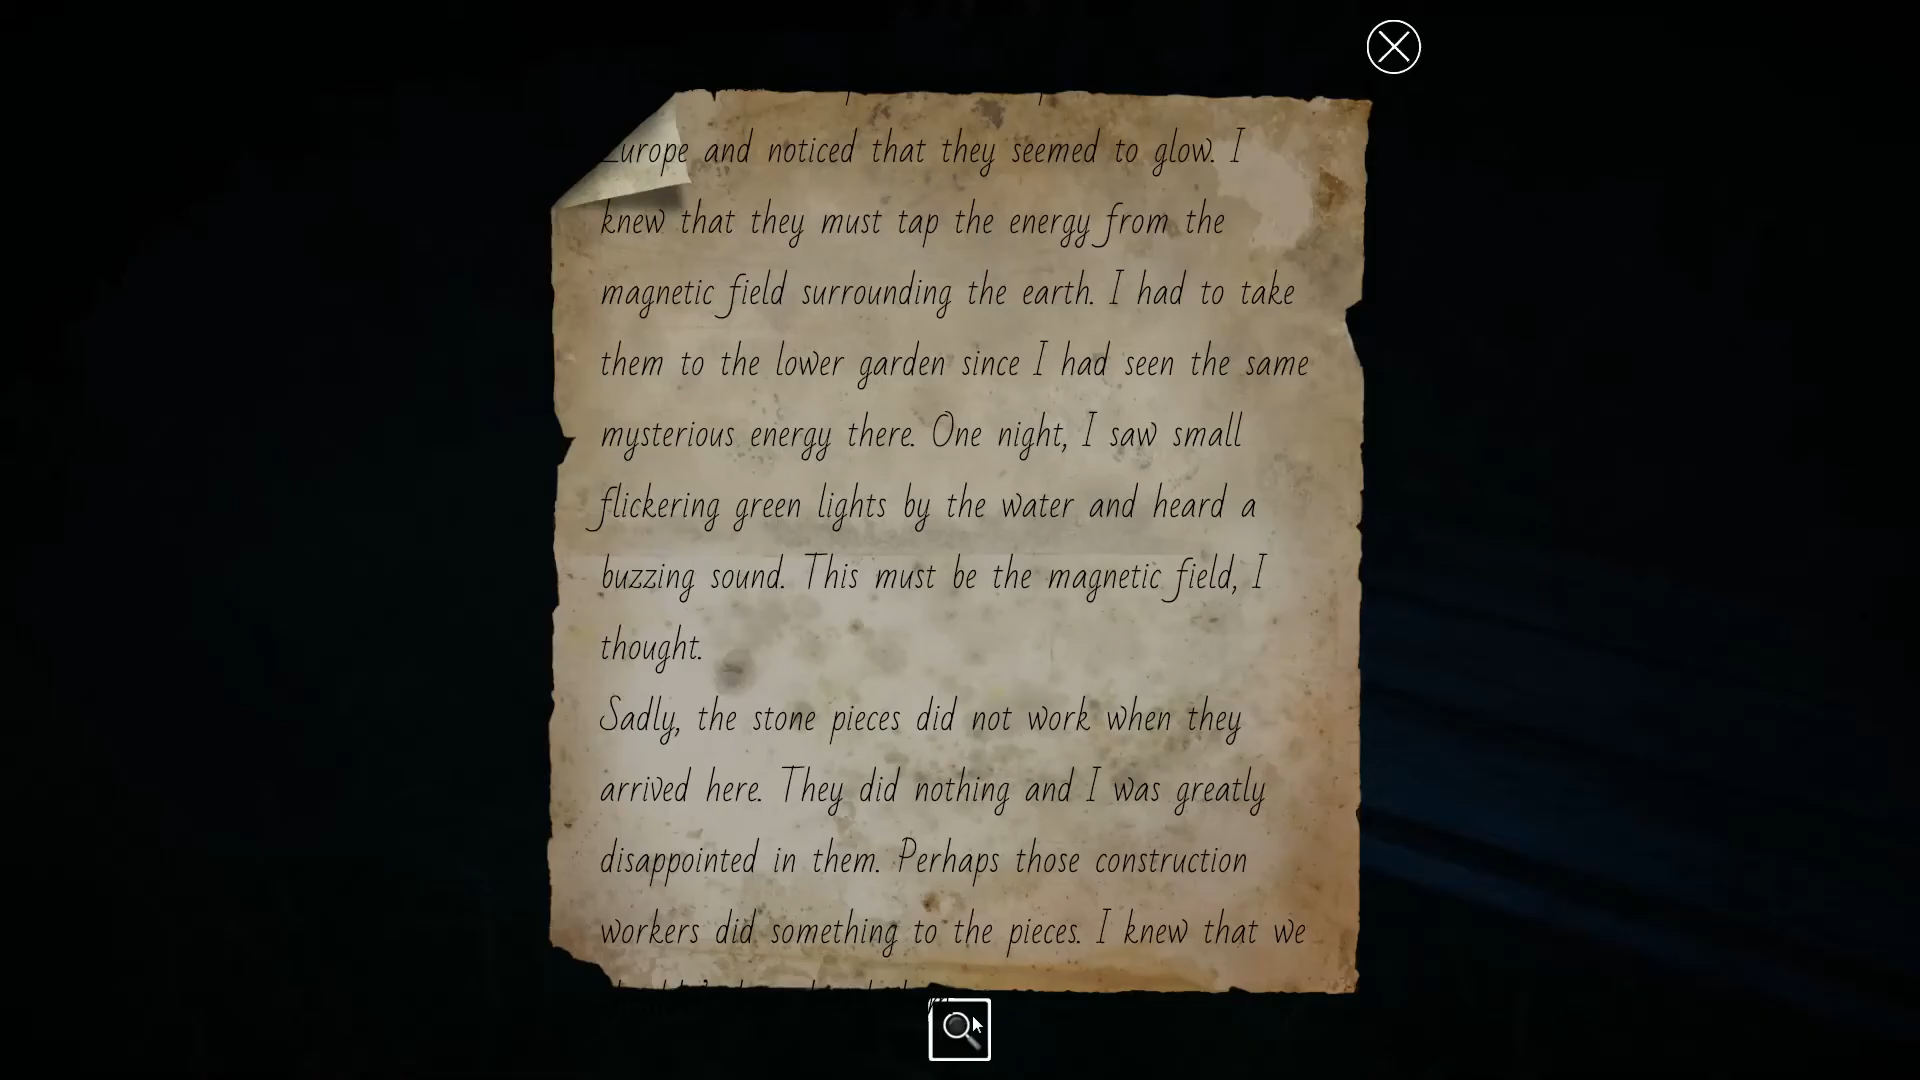 Europe and noticed that they seemed to glow. I
knew that they must tap the energy from the
magnetic field surrounding the earth. I had to take
them to the lower garden since I had seen the same
mysterious energy there. One night, I saw small
flickering green lights by the water and heard a
buzzing sound. This must be the magnetic field, I
thought.
Sadly, the stone pieces did not work when they
arrived here. They did nothing and I was greatly
disappointed in them. Perhaps those construction
workers did something to the pieces. I knew that we